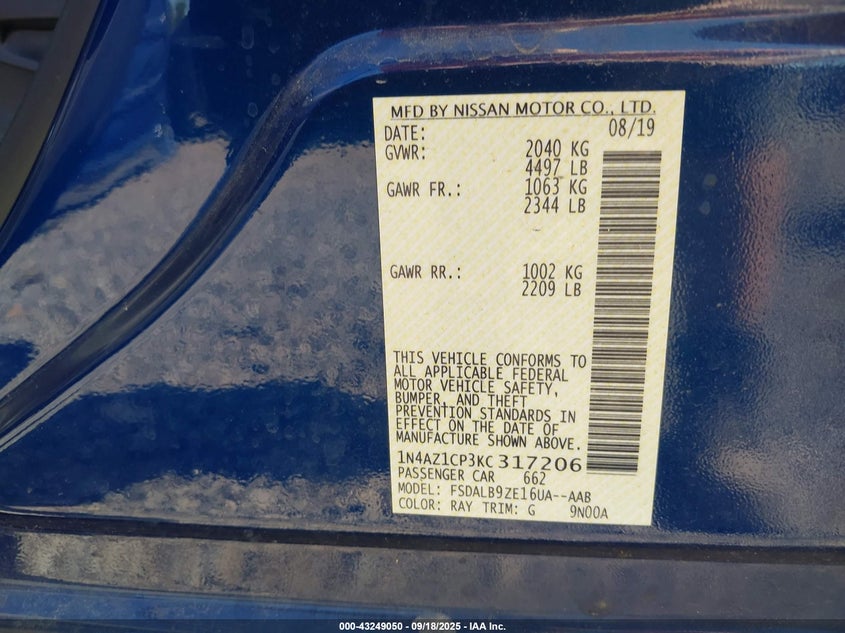 MFD BY NISSAN MOTOR CO., LTD.
DATE: 08/19
GVWR: 2040 KG
4497 LB
GAWR FR.: 1063 KG
2344 LB
GAWR RR.: 1002 KG
2209 LB
THIS VEHICLE CONFORMS TO
ALL APPLICABLE FEDERAL
MOTOR VEHICLE SAFETY,
BUMPER, AND THEFT
PREVENTION STANDARDS IN
EFFECT ON THE DATE OF
MANUFACTURE SHOWN ABOVE.
1N4AZ1CP3KC317206
PASSENGER CAR 662
MODEL: FSDALB9ZE16UA--AAB
COLOR: RAY TRIM: G 9N00A
000-43249050 - 09/18/2025 - IAA Inc.